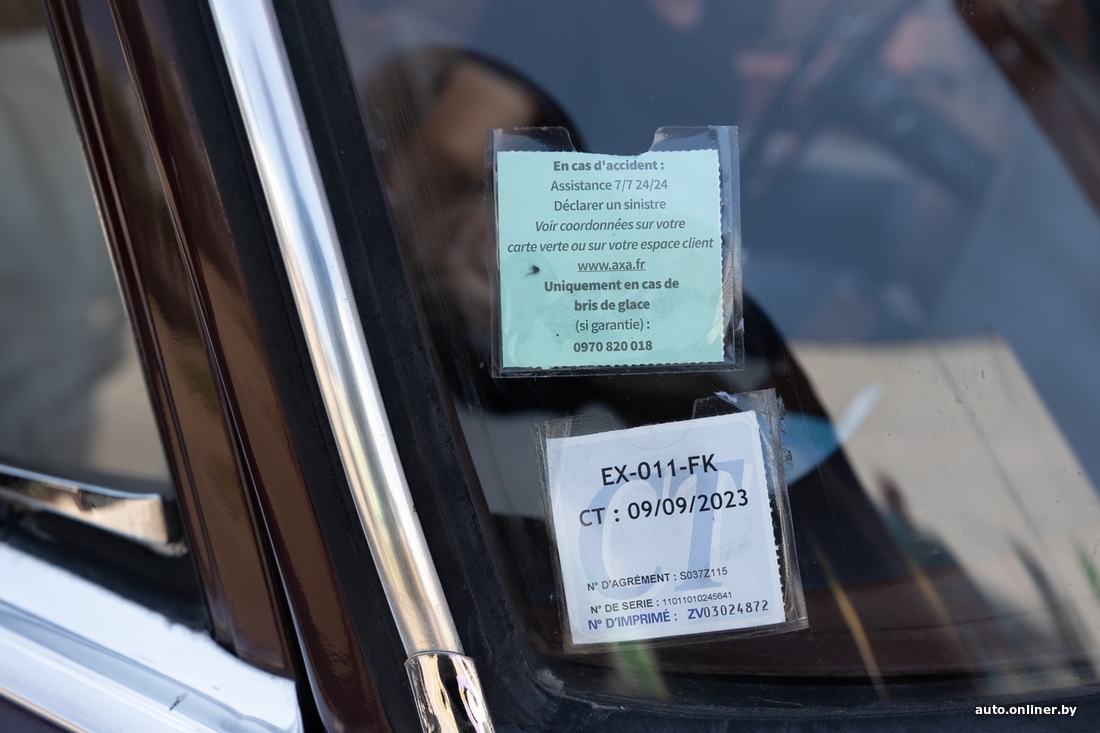 En cas d'accident :
Assistance 7/7 24/24
Déclarer un sinistre
Voir coordonnées sur votre
carte verte ou sur votre espace client
www.axa.fr
Uniquement en cas de
bris de glace
(si garantie) :
0970 820 018
CT
EX-011-FK
CT : 09/09/2023
N° D'AGRÉMENT : S037Z115
N° DE SERIE : 11011010245641
N° D'IMPRIMÉ : ZV03024872
auto.onliner.by